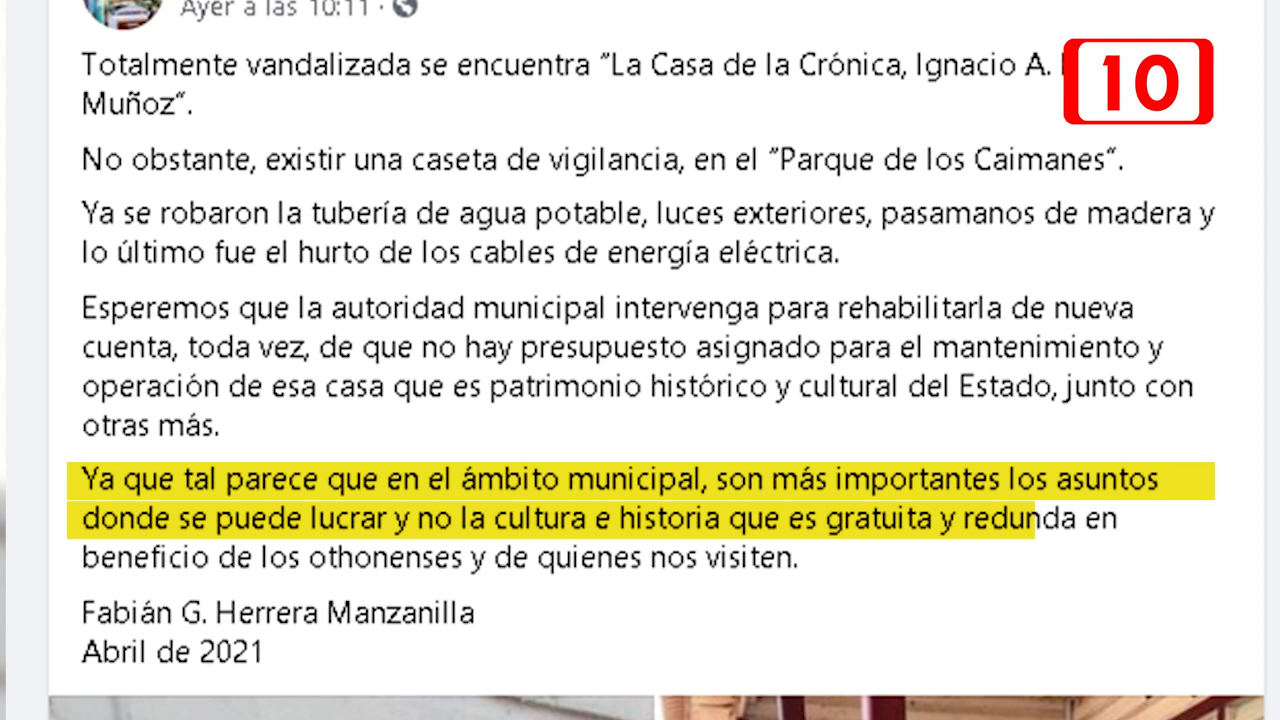 Ayer a las 10:11 ·
Totalmente vandalizada se encuentra “La Casa de la Crónica, Ignacio A.
10
Muñoz“.
No obstante, existir una caseta de vigilancia, en el “Parque de los Caimanes“.
Ya se robaron la tubería de agua potable, luces exteriores, pasamanos de madera y
lo último fue el hurto de los cables de energía eléctrica.
Esperemos que la autoridad municipal intervenga para rehabilitarla de nueva
cuenta, toda vez, de que no hay presupuesto asignado para el mantenimiento y
operación de esa casa que es patrimonio histórico y cultural del Estado, junto con
otras más.
Ya que tal parece que en el ámbito municipal, son más importantes los asuntos
donde se puede lucrar y no la cultura e historia que es gratuita y redunda en
beneficio de los othonenses y de quienes nos visiten.
Fabián G. Herrera Manzanilla
Abril de 2021